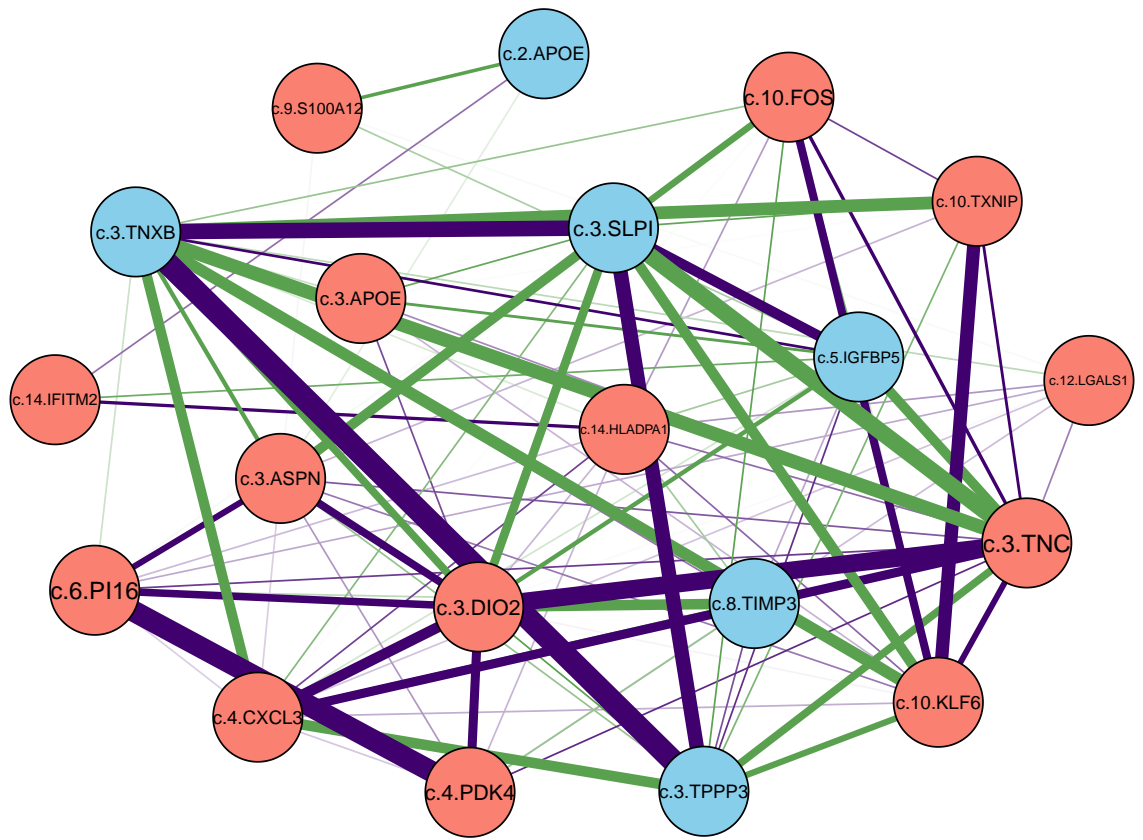 c.2.APOE
c.9.S100A12
c.10.FOS
c.10.TXNIP
c.3.TNXB
c.3.SLPI
c.3.APOE
c.5.IGFBP5
c.12.LGALS1
c.14.IFITM2
c.14.HLADPA1
c.3.ASPN
c.3.TNC
c.6.PI16
c.3.DIO2
c.8.TIMP3
c.4.CXCL3
c.10.KLF6
c.4.PDK4
c.3.TPPP3